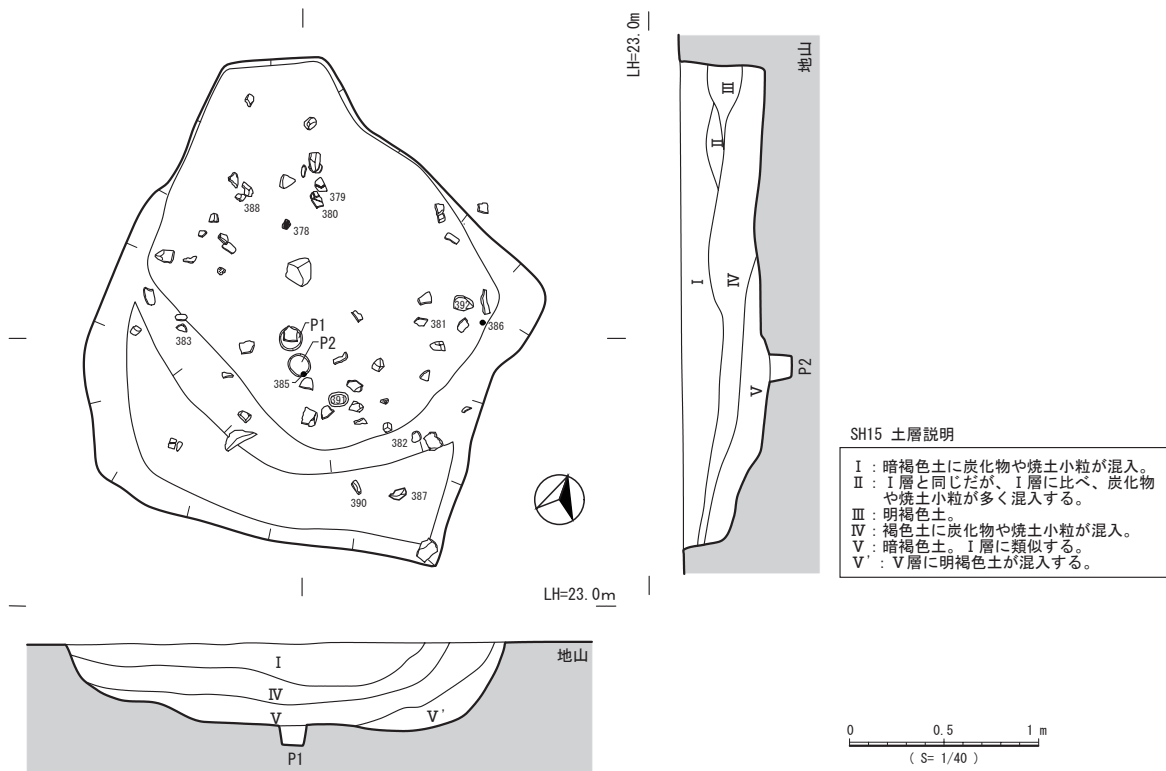 LH=23.0m
地山
379
388
380
378
P1
392
381
386
383
P2
385
391
382
390
387
LH=23.0m
Ⅲ
Ⅱ
Ⅰ
Ⅳ
Ⅴ
P2
地山
Ⅰ
Ⅳ
Ⅴ
Ⅴ'
P1
SH15 土層説明
Ⅰ：暗褐色土に炭化物や焼土小粒が混入。
Ⅱ：Ⅰ層と同じだが、Ⅰ層に比べ、炭化物
や焼土小粒が多く混入する。
Ⅲ：明褐色土。
Ⅳ：褐色土に炭化物や焼土小粒が混入。
Ⅴ：暗褐色土。Ⅰ層に類似する。
Ⅴ'：Ⅴ層に明褐色土が混入する。
0 0.5 1 m
( S= 1/40 )